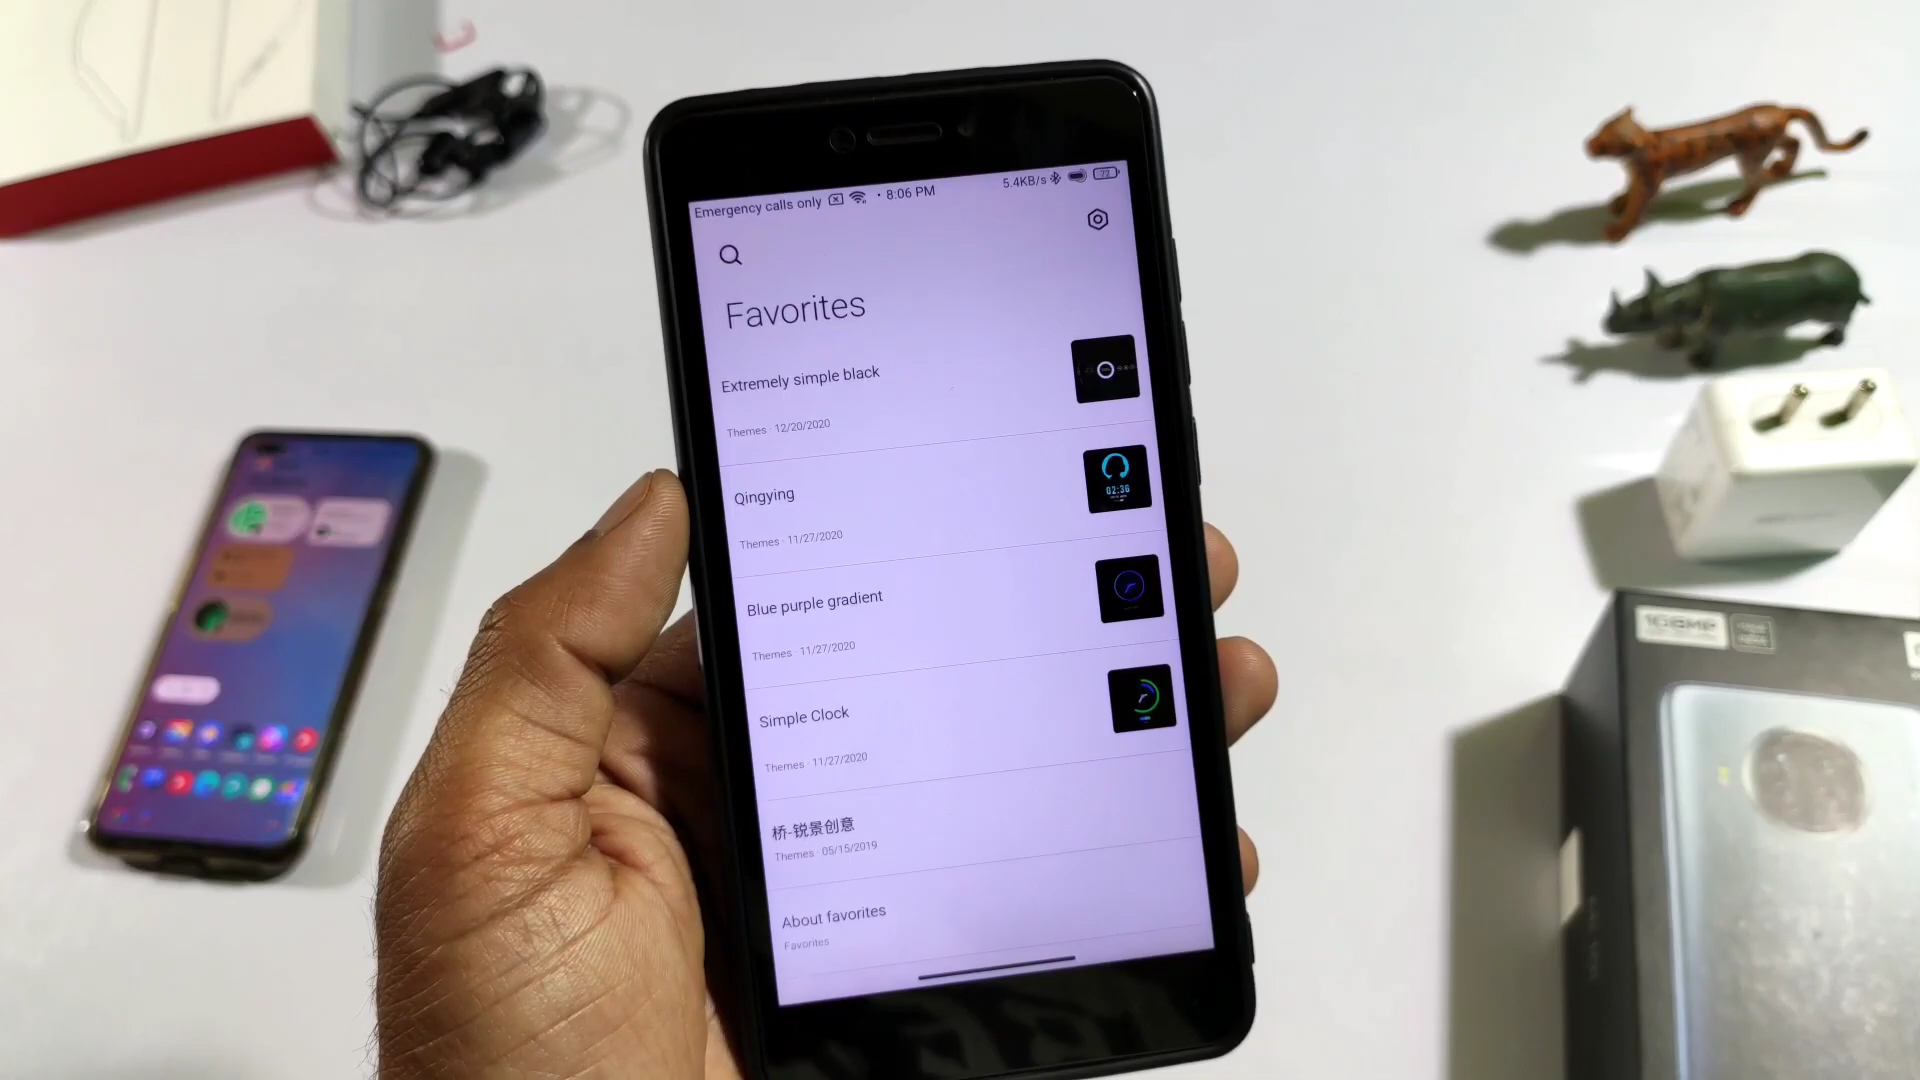 Emergency calls only · 8:06 PM 5.4KB/s 72
Favorites
Extremely simple black
Themes · 12/20/2020
Qingying
02:36
Themes · 11/27/2020
Blue purple gradient
Themes · 11/27/2020
Simple Clock
Themes · 11/27/2020
桥-锐景创意
Themes · 05/15/2019
About favorites
Favorites
108MP